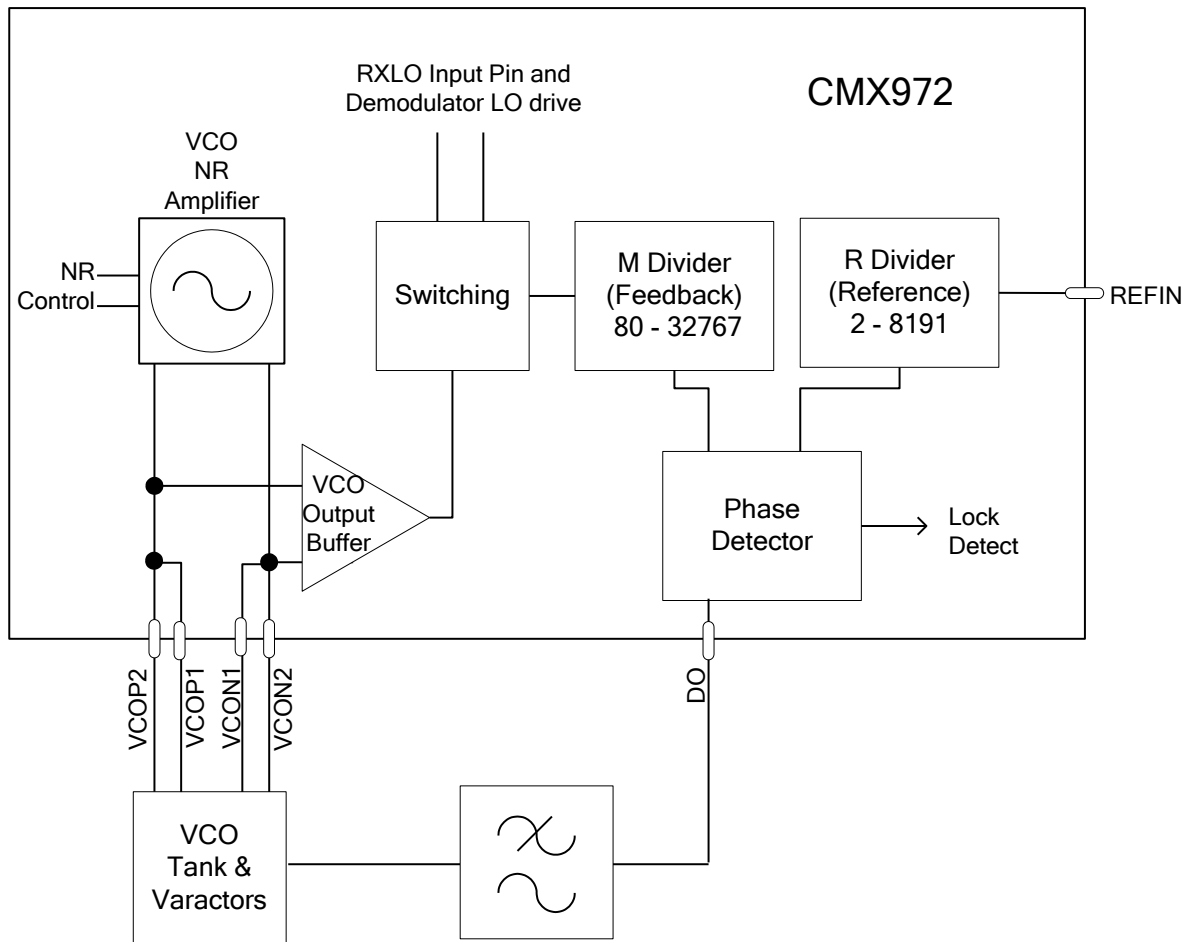 RXLO Input Pin and
Demodulator LO drive
CMX972
VCO
NR
Amplifier
NR
Control
Switching
M Divider
(Feedback)
80 - 32767
R Divider
(Reference)
2 - 8191
REFIN
VCO
Output
Buffer
Phase
Detector
Lock
Detect
VCOP2
VCOP1
VCON1
VCON2
DO
VCO
Tank &
Varactors